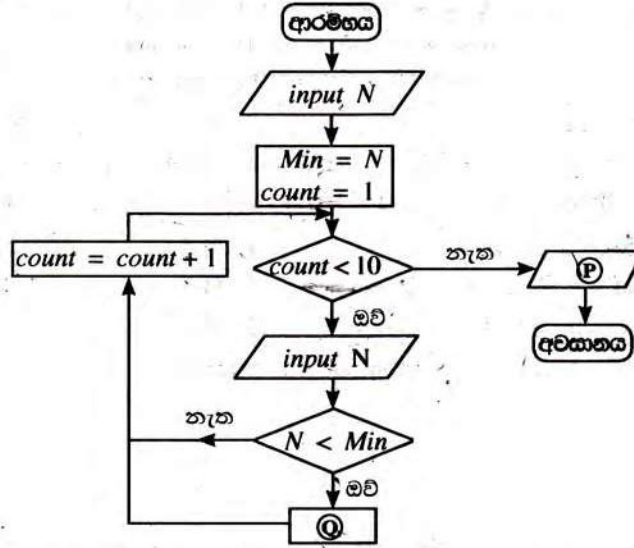 ආරම්භය
input N
Min = N
count = 1
count = count + 1
count < 10
නැත
P
ඔව්
input N
අවසානය
නැත
N < Min
ඔව්
Q